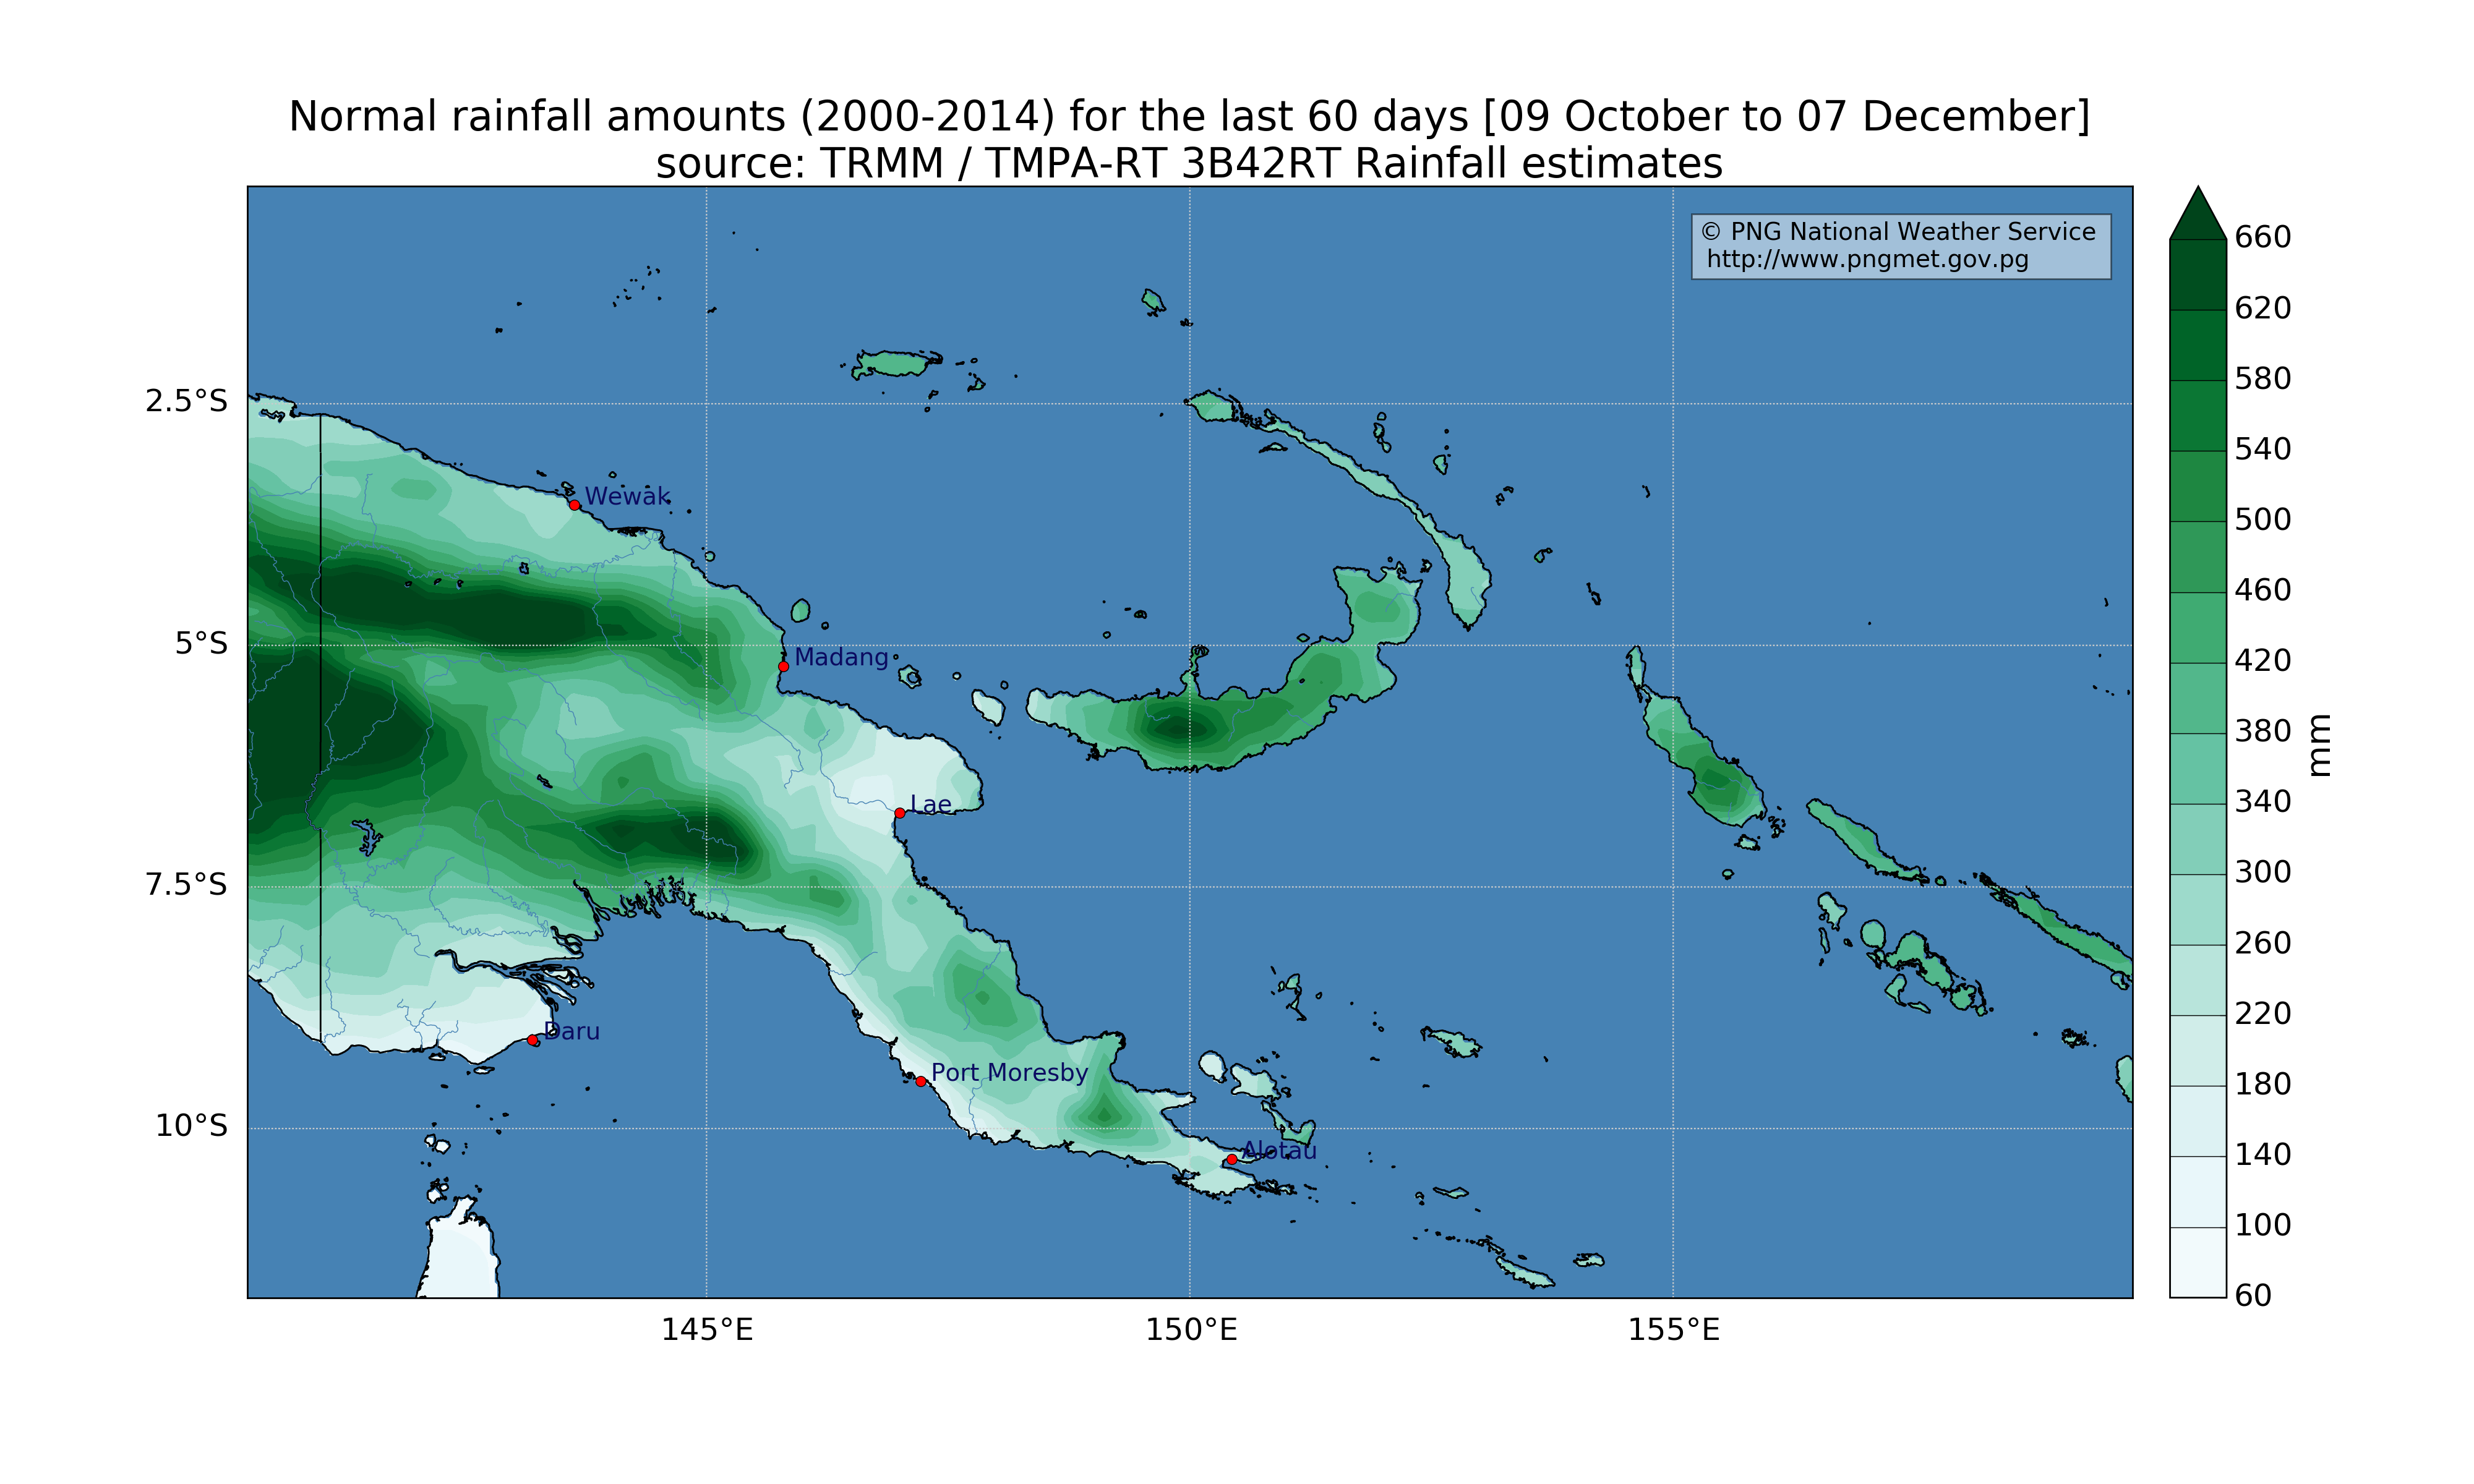 Normal rainfall amounts (2000-2014) for the last 60 days [09 October to 07 December]
source: TRMM / TMPA-RT 3B42RT Rainfall estimates
© PNG National Weather Service
http://www.pngmet.gov.pg
660
620
580
540
500
460
420
380
340
300
260
220
180
140
100
60
mm
2.5°S
5°S
7.5°S
10°S
Wewak
Madang
Lae
Daru
Port Moresby
Alotau
145°E
150°E
155°E